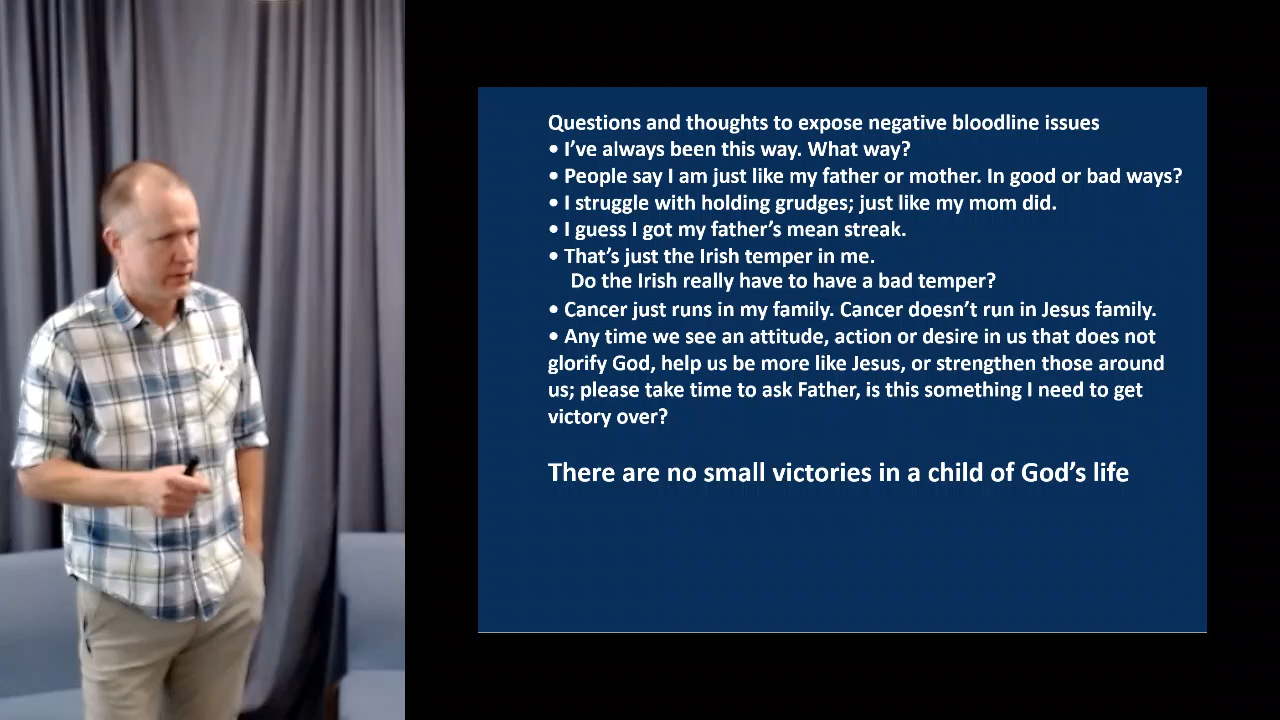 Questions and thoughts to expose negative bloodline issues
• I’ve always been this way. What way?
• People say I am just like my father or mother. In good or bad ways?
• I struggle with holding grudges; just like my mom did.
• I guess I got my father’s mean streak.
• That’s just the Irish temper in me.
Do the Irish really have to have a bad temper?
• Cancer just runs in my family. Cancer doesn’t run in Jesus family.
• Any time we see an attitude, action or desire in us that does not
glorify God, help us be more like Jesus, or strengthen those around
us; please take time to ask Father, is this something I need to get
victory over?
There are no small victories in a child of God’s life